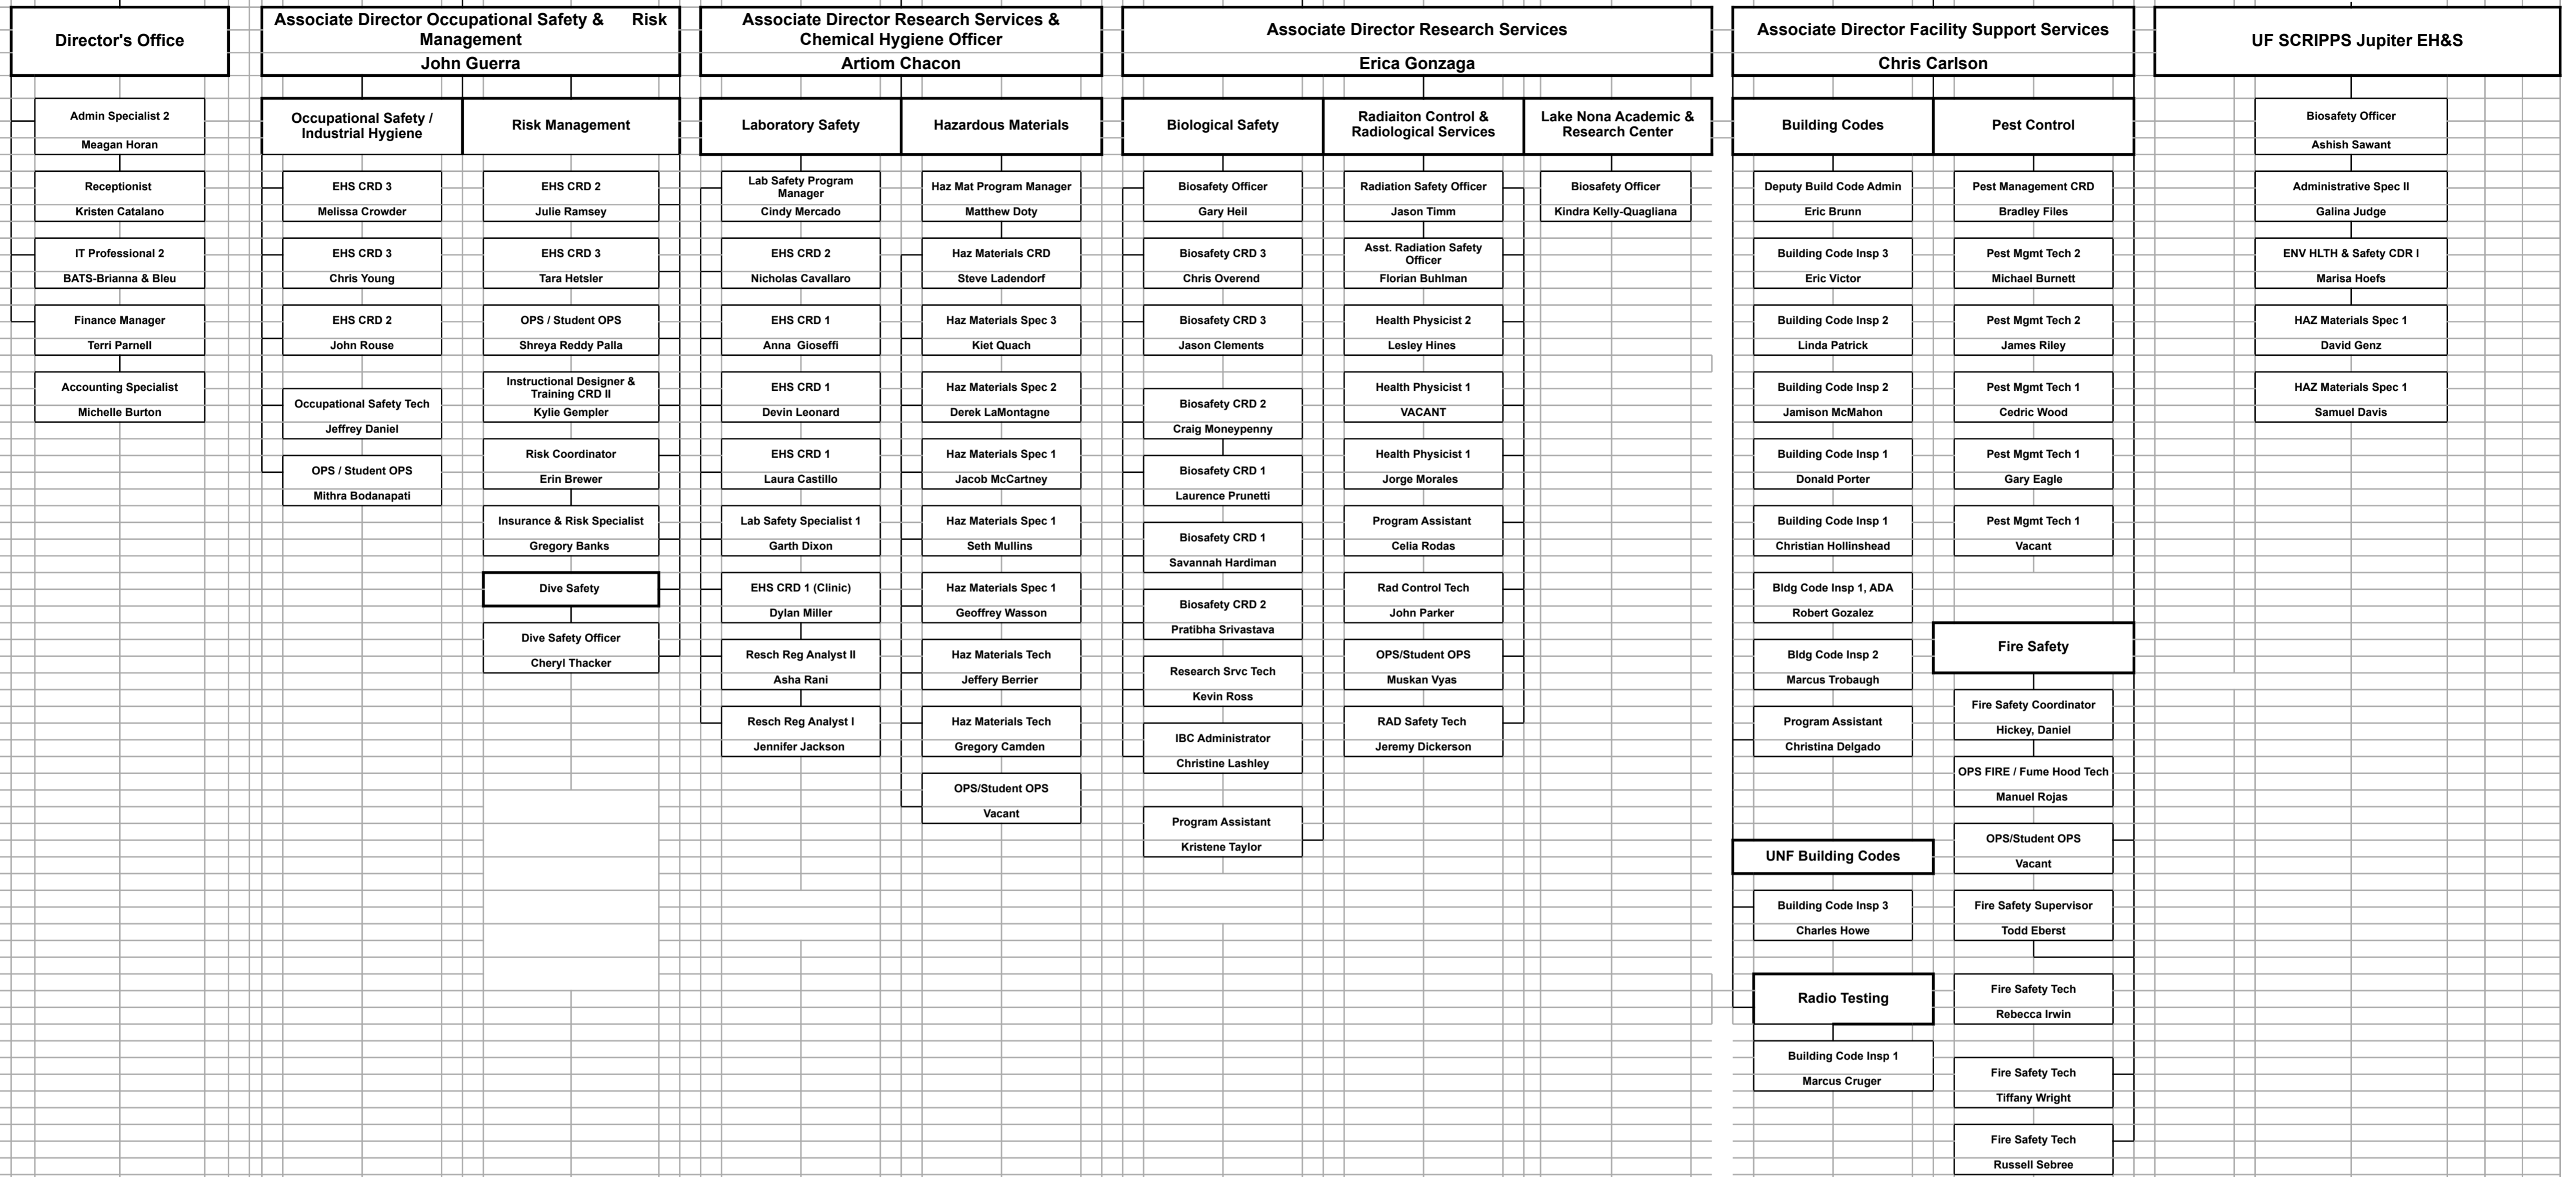 Director's Office
Admin Specialist 2
Meagan Horan
Receptionist
Kristen Catalano
IT Professional 2
BATS-Brianna & Bleu
Finance Manager
Terri Parnell
Accounting Specialist
Michelle Burton
Associate Director Occupational Safety & Risk
Management
John Guerra
Occupational Safety /
Industrial Hygiene
EHS CRD 3
Melissa Crowder
EHS CRD 3
Chris Young
EHS CRD 2
John Rouse
Occupational Safety Tech
Jeffrey Daniel
OPS / Student OPS
Mithra Bodanapati
Risk Management
EHS CRD 2
Julie Ramsey
EHS CRD 3
Tara Hetsler
OPS / Student OPS
Shreya Reddy Palla
Instructional Designer &
Training CRD II
Kylie Gempler
Risk Coordinator
Erin Brewer
Insurance & Risk Specialist
Gregory Banks
Dive Safety
Dive Safety Officer
Cheryl Thacker
Associate Director Research Services &
Chemical Hygiene Officer
Artiom Chacon
Laboratory Safety
Lab Safety Program
Manager
Cindy Mercado
EHS CRD 2
Nicholas Cavallaro
EHS CRD 1
Anna Gioseffi
EHS CRD 1
Devin Leonard
EHS CRD 1
Laura Castillo
Lab Safety Specialist 1
Garth Dixon
EHS CRD 1 (Clinic)
Dylan Miller
Resch Reg Analyst II
Asha Rani
Resch Reg Analyst I
Jennifer Jackson
Hazardous Materials
Haz Mat Program Manager
Matthew Doty
Haz Materials CRD
Steve Ladendorf
Haz Materials Spec 3
Kiet Quach
Haz Materials Spec 2
Derek LaMontagne
Haz Materials Spec 1
Jacob McCartney
Haz Materials Spec 1
Seth Mullins
Haz Materials Spec 1
Geoffrey Wasson
Haz Materials Tech
Jeffery Berrier
Haz Materials Tech
Gregory Camden
OPS/Student OPS
Vacant
Associate Director Research Services
Erica Gonzaga
Biological Safety
Biosafety Officer
Gary Heil
Biosafety CRD 3
Chris Overend
Biosafety CRD 3
Jason Clements
Biosafety CRD 2
Craig Moneypenny
Biosafety CRD 1
Laurence Prunetti
Biosafety CRD 1
Savannah Hardiman
Biosafety CRD 2
Pratibha Srivastava
Research Srvc Tech
Kevin Ross
IBC Administrator
Christine Lashley
Program Assistant
Kristene Taylor
Radiaiton Control &
Radiological Services
Radiation Safety Officer
Jason Timm
Asst. Radiation Safety
Officer
Florian Buhlman
Health Physicist 2
Lesley Hines
Health Physicist 1
VACANT
Health Physicist 1
Jorge Morales
Program Assistant
Celia Rodas
Rad Control Tech
John Parker
OPS/Student OPS
Muskan Vyas
RAD Safety Tech
Jeremy Dickerson
Lake Nona Academic &
Research Center
Biosafety Officer
Kindra Kelly-Quagliana
Associate Director Facility Support Services
Chris Carlson
Building Codes
Deputy Build Code Admin
Eric Brunn
Building Code Insp 3
Eric Victor
Building Code Insp 2
Linda Patrick
Building Code Insp 2
Jamison McMahon
Building Code Insp 1
Donald Porter
Building Code Insp 1
Christian Hollinshead
Bldg Code Insp 1, ADA
Robert Gozalez
Bldg Code Insp 2
Marcus Trobaugh
Program Assistant
Christina Delgado
UNF Building Codes
Building Code Insp 3
Charles Howe
Radio Testing
Building Code Insp 1
Marcus Cruger
Pest Control
Pest Management CRD
Bradley Files
Pest Mgmt Tech 2
Michael Burnett
Pest Mgmt Tech 2
James Riley
Pest Mgmt Tech 1
Cedric Wood
Pest Mgmt Tech 1
Gary Eagle
Pest Mgmt Tech 1
Vacant
Fire Safety
Fire Safety Coordinator
Hickey, Daniel
OPS FIRE / Fume Hood Tech
Manuel Rojas
OPS/Student OPS
Vacant
Fire Safety Supervisor
Todd Eberst
Fire Safety Tech
Rebecca Irwin
Fire Safety Tech
Tiffany Wright
Fire Safety Tech
Russell Sebree
UF SCRIPPS Jupiter EH&S
Biosafety Officer
Ashish Sawant
Administrative Spec II
Galina Judge
ENV HLTH & Safety CDR I
Marisa Hoefs
HAZ Materials Spec 1
David Genz
HAZ Materials Spec 1
Samuel Davis